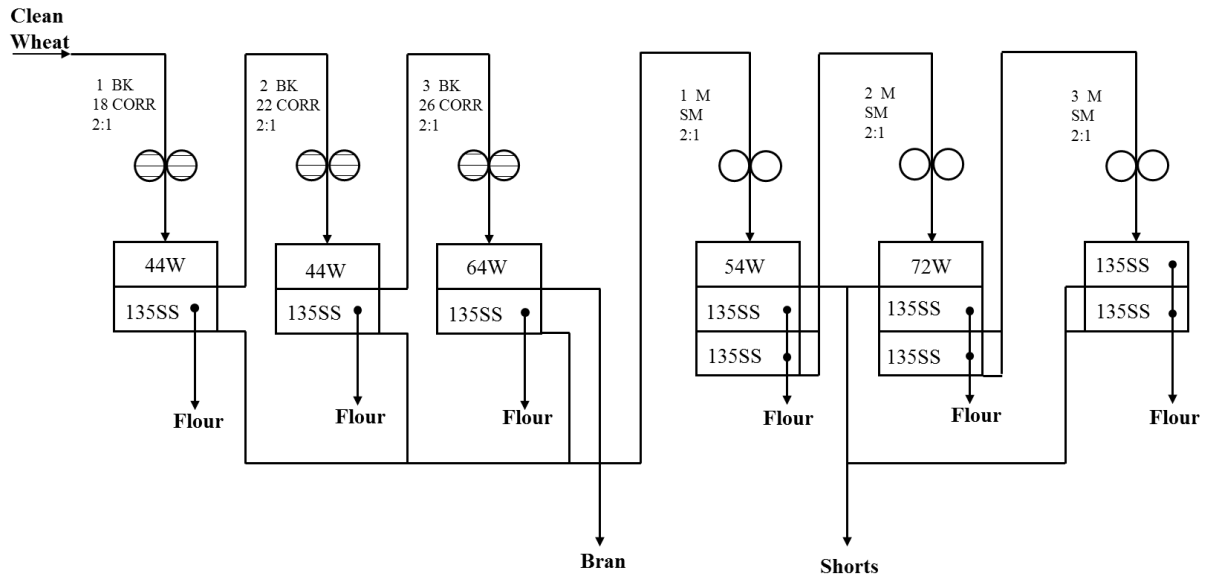 Clean
Wheat
1 BK
18 CORR
2:1
2 BK
22 CORR
2:1
3 BK
26 CORR
2:1
1 M
SM
2:1
2 M
SM
2:1
3 M
SM
2:1
44W
135SS
Flour
44W
135SS
Flour
64W
135SS
Flour
54W
135SS
135SS
Flour
72W
135SS
135SS
Flour
135SS
135SS
Flour
Bran
Shorts